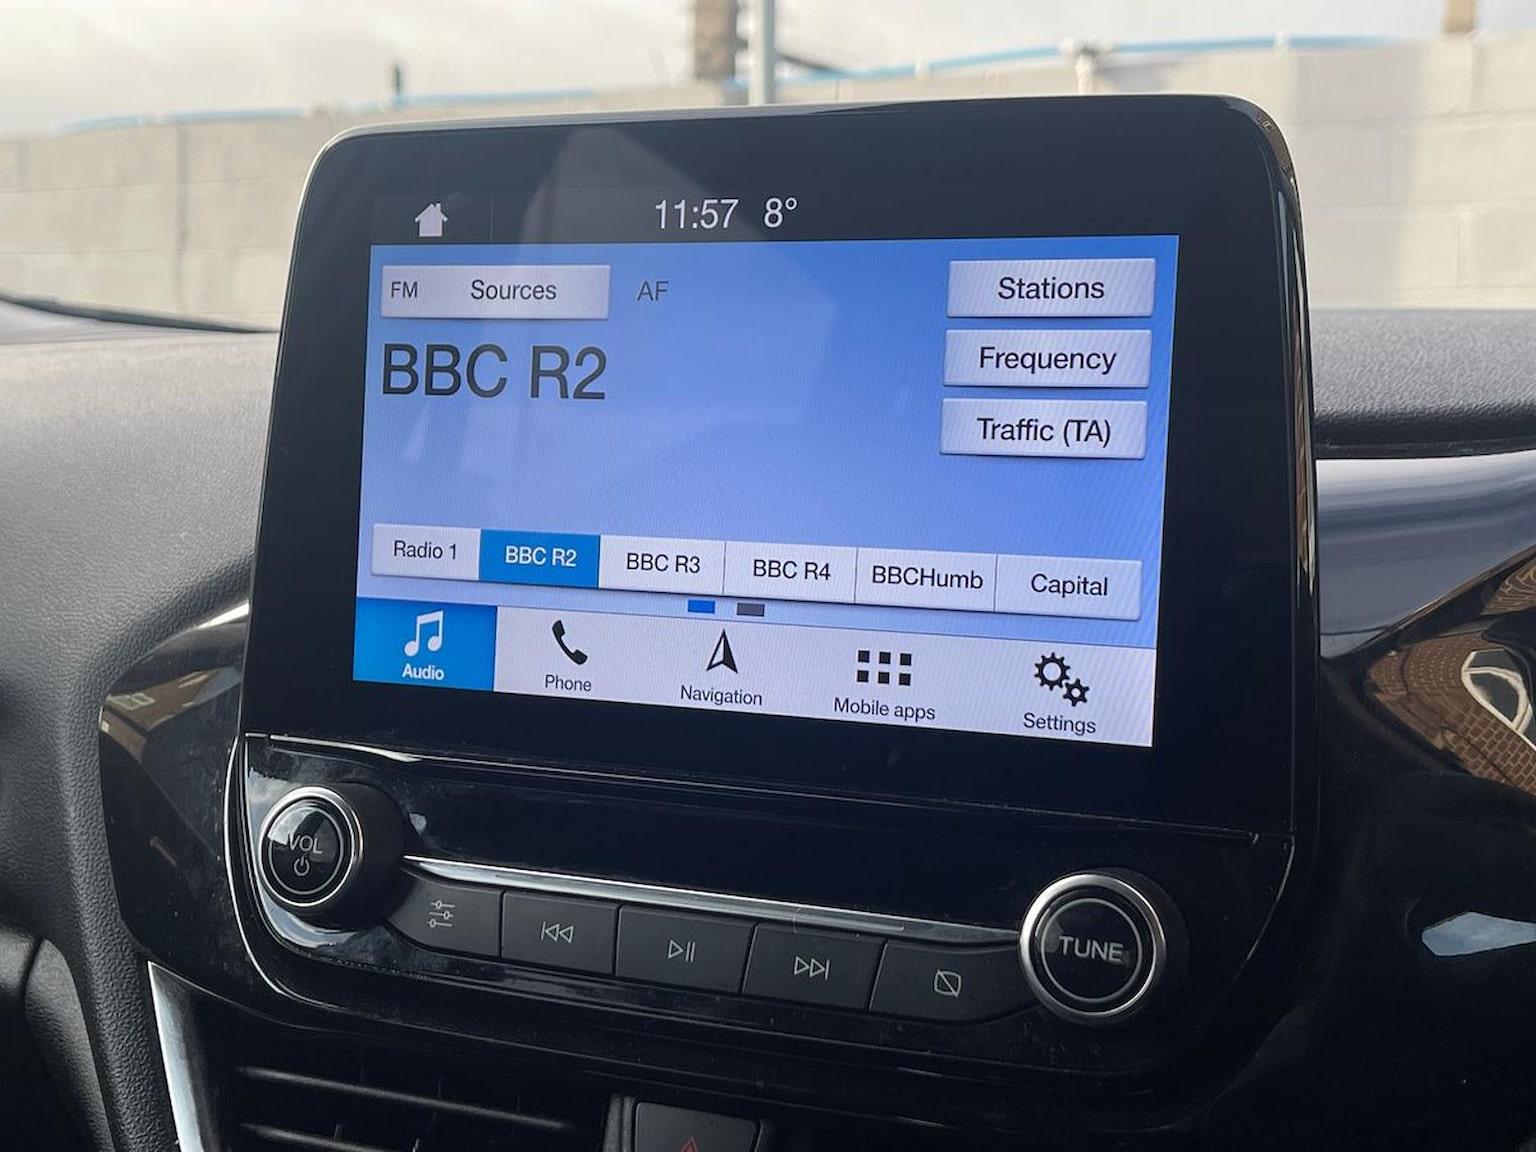 11:57 8°
FM Sources AF
Stations
BBC R2
Frequency
Traffic (TA)
Radio 1 BBC R2 BBC R3 BBC R4 BBCHumb Capital
Audio Phone Navigation Mobile apps Settings
VOL
TUNE